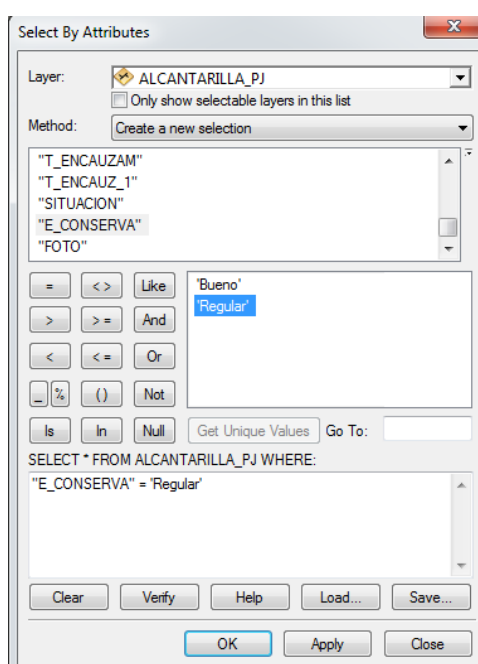 Select By Attributes
Layer: ALCANTARILLA_PJ
Only show selectable layers in this list
Method: Create a new selection
"T_ENCAUZAM"
"T_ENCAUZ_1"
"SITUACION"
"E_CONSERVA"
"FOTO"
= < > Like
> > = And
< < = Or
_ % () Not
Is In Null
'Bueno'
'Regular'
Get Unique Values Go To:
SELECT * FROM ALCANTARILLA_PJ WHERE:
"E_CONSERVA" = 'Regular'
Clear Verify Help Load... Save...
OK Apply Close